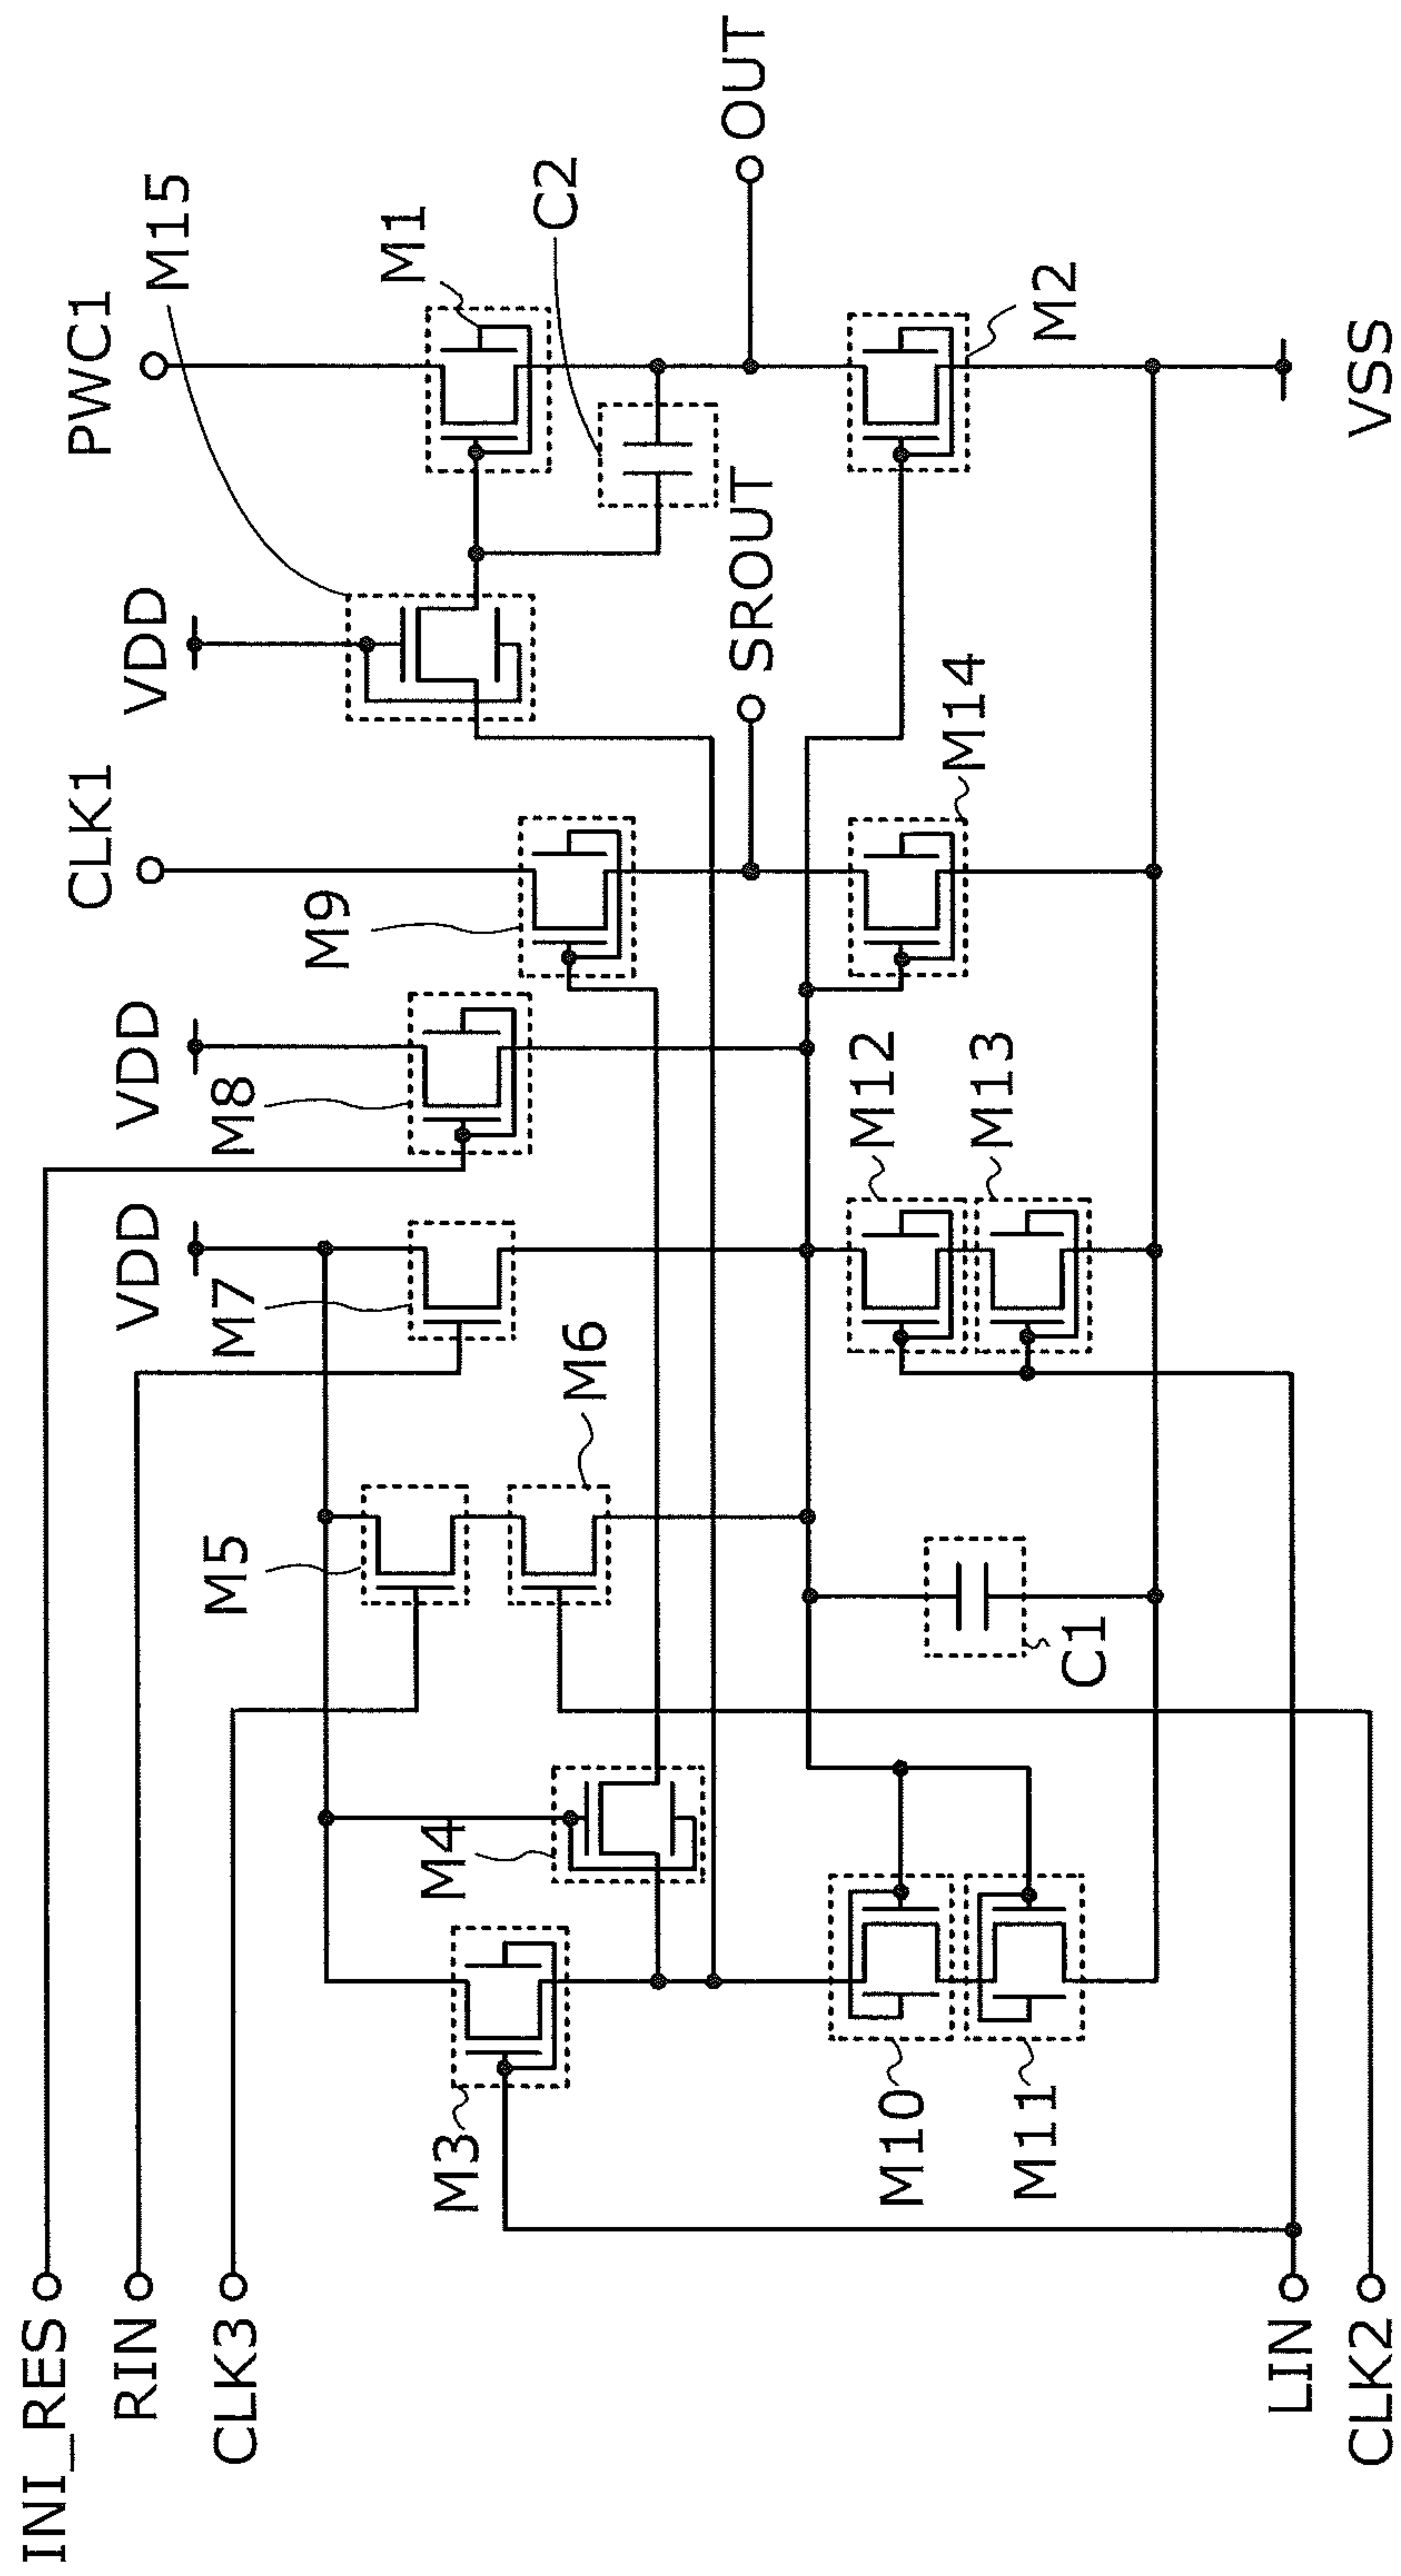 INI_RES
RIN
CLK3
VDD
VDD
CLK1
VDD
PWC1
M15
M3
M4
M5
M6
M7
M8
M9
M1
C2
SROUT
OUT
M10
M11
C1
M12
M13
M14
M2
VSS
LIN
CLK2